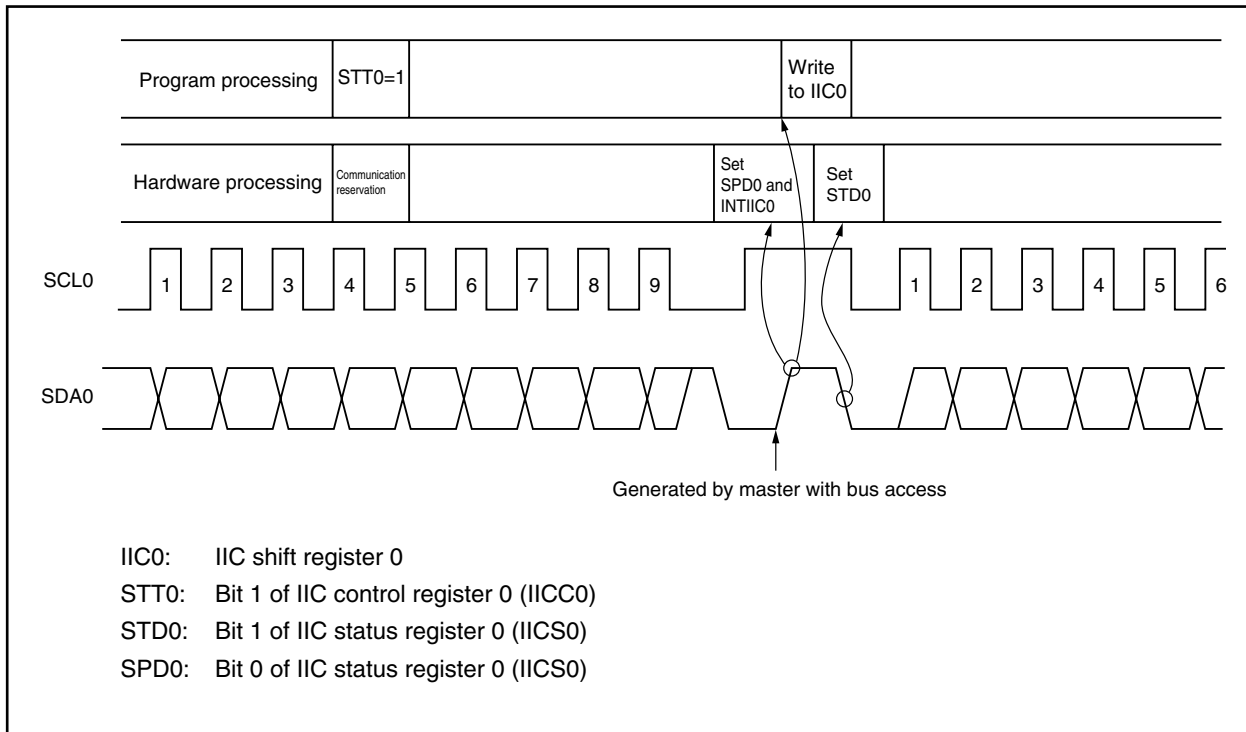 Program processing
STT0=1
Write
to IIC0
Hardware processing
Communication
reservation
Set
SPD0 and
INTIIC0
Set
STD0
SCL0
1 2 3 4 5 6 7 8 9 1 2 3 4 5 6
SDA0
Generated by master with bus access
IIC0: IIC shift register 0
STT0: Bit 1 of IIC control register 0 (IICC0)
STD0: Bit 1 of IIC status register 0 (IICS0)
SPD0: Bit 0 of IIC status register 0 (IICS0)